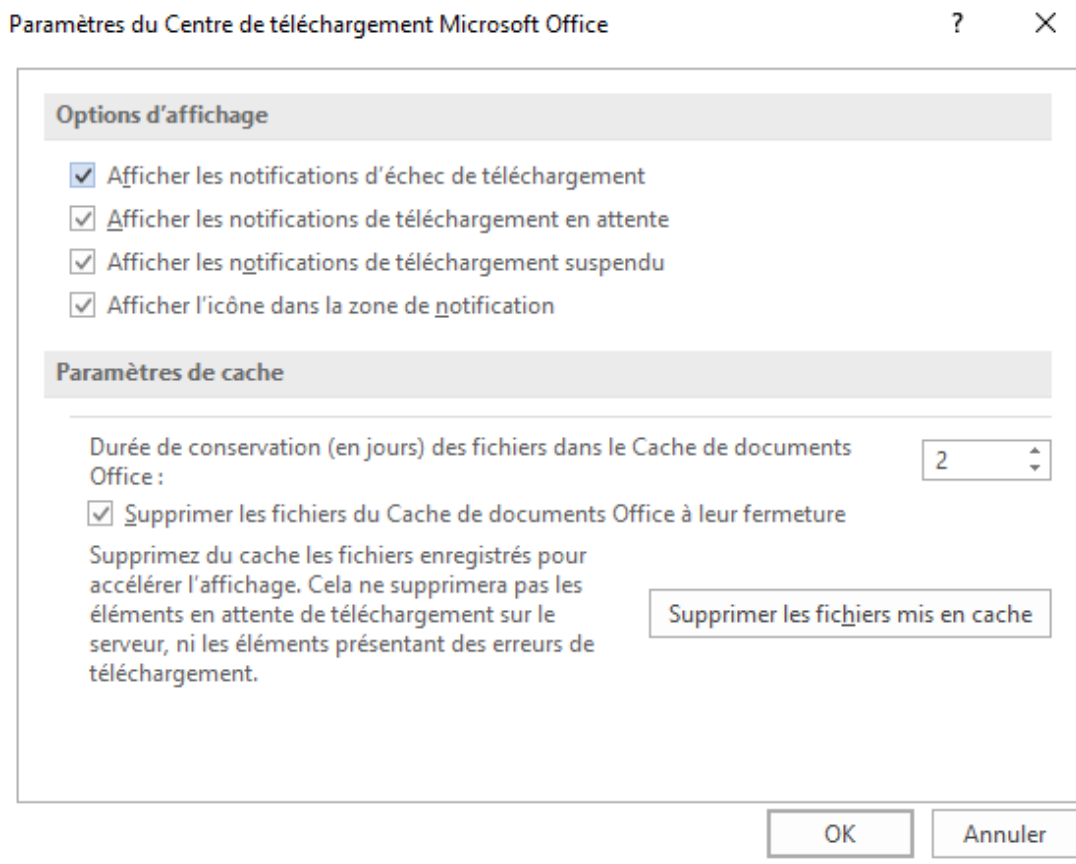 Paramètres du Centre de téléchargement Microsoft Office ?
Options d’affichage
Afficher les notifications d’échec de téléchargement
Afficher les notifications de téléchargement en attente
Afficher les notifications de téléchargement suspendu
Afficher l’icône dans la zone de notification
Paramètres de cache
Durée de conservation (en jours) des fichiers dans le Cache de documents
Office :
2
Supprimer les fichiers du Cache de documents Office à leur fermeture
Supprimez du cache les fichiers enregistrés pour
accélérer l’affichage. Cela ne supprimera pas les
éléments en attente de téléchargement sur le
serveur, ni les éléments présentant des erreurs de
téléchargement.
Supprimer les fichiers mis en cache
OK
Annuler